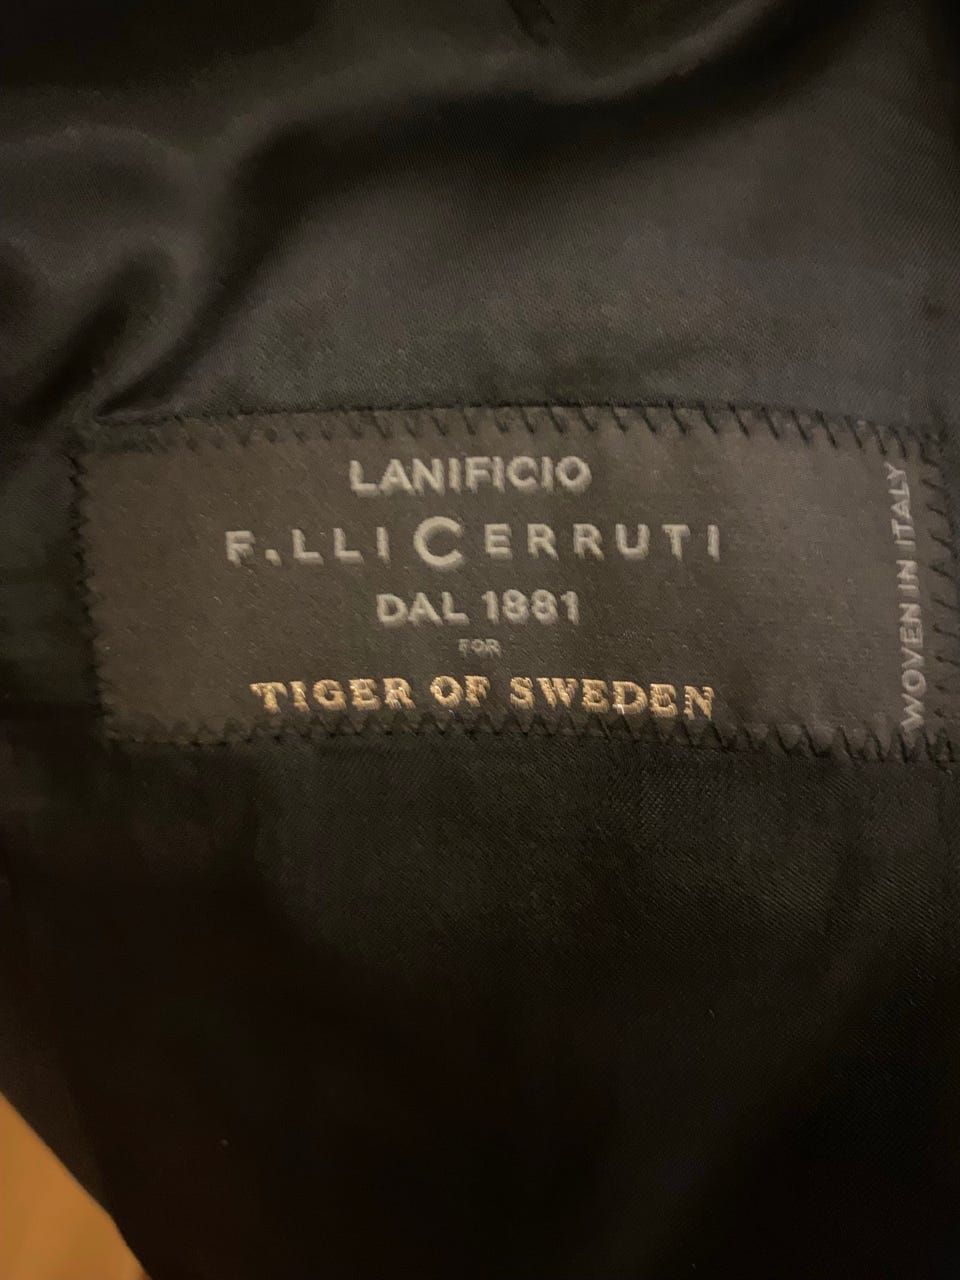 LANIFICIO
F.LLI CERRUTI
DAL 1881
FOR
TIGER OF SWEDEN
WOVEN IN ITALY